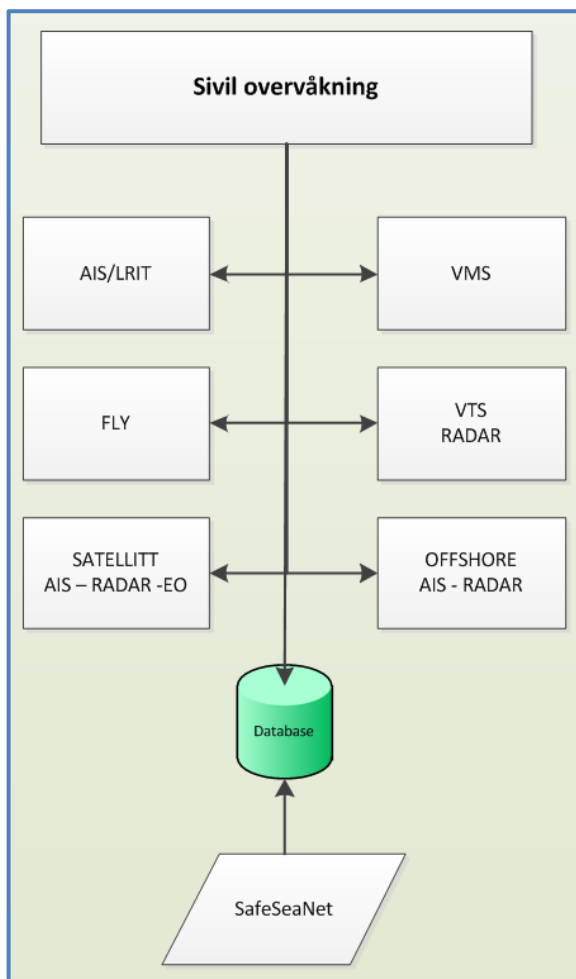 Sivil overvåkning
AIS/LRIT
VMS
FLY
VTS
RADAR
SATELLITT
AIS – RADAR -EO
OFFSHORE
AIS - RADAR
Database
SafeSeaNet